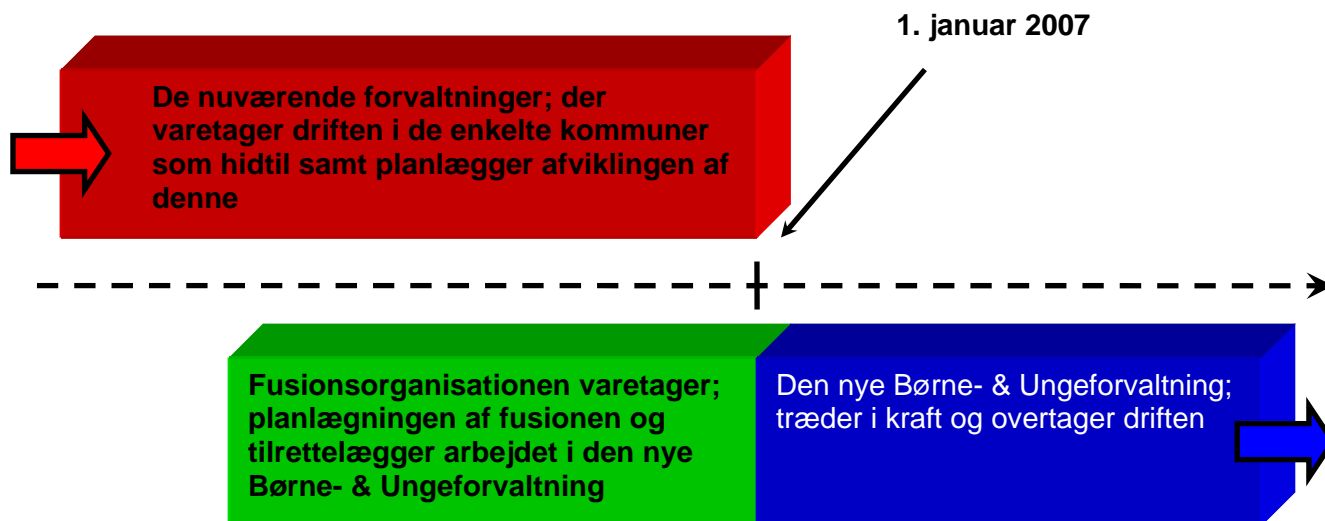 1. januar 2007
De nuværende forvaltninger; der
varetager driften i de enkelte kommuner
som hidtil samt planlægger afviklingen af
denne
Fusionsorganisationen varetager;
planlægningen af fusionen og
tilrettelægger arbejdet i den nye
Børne- & Ungeforvaltning
Den nye Børne- & Ungeforvaltning;
træder i kraft og overtager driften